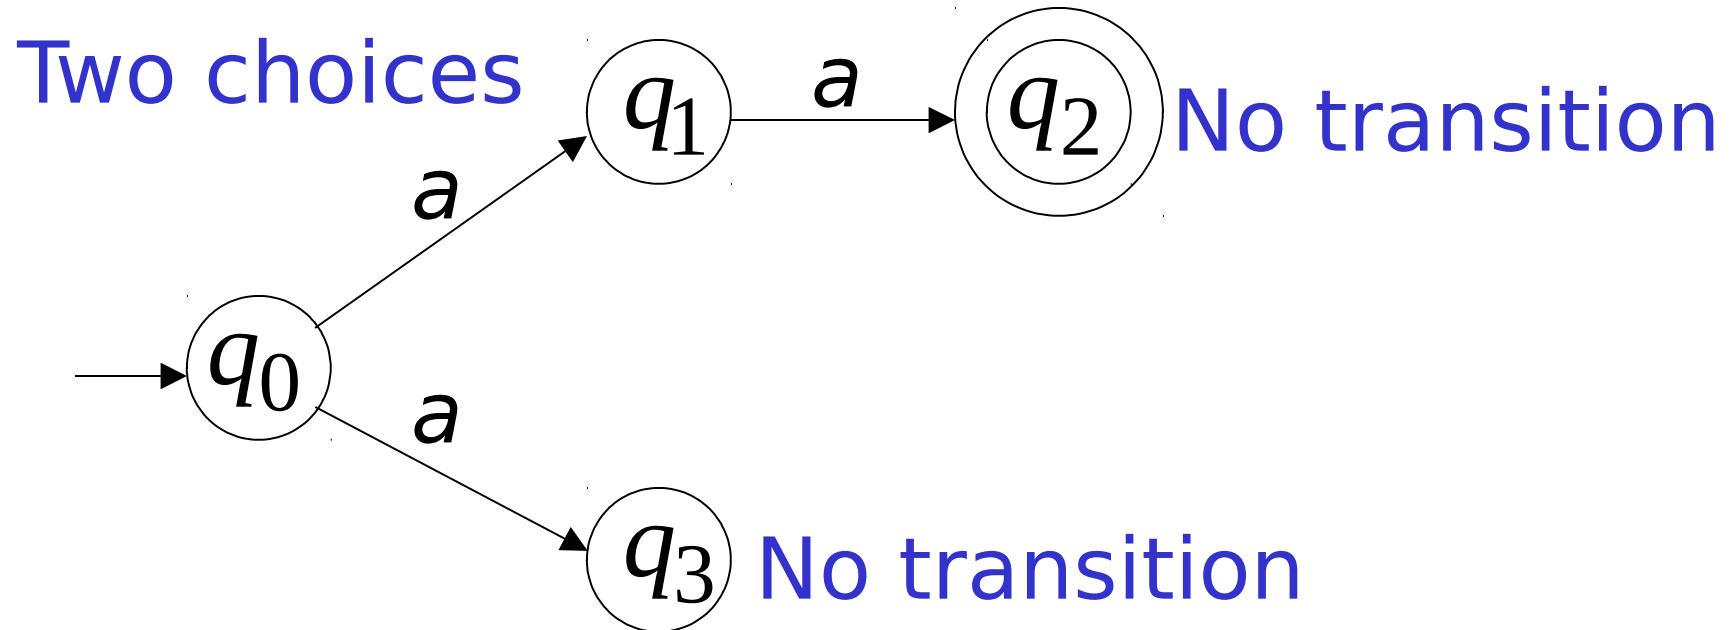 Two choices
q1
a
q2
No transition
a
q0
a
q3
No transition